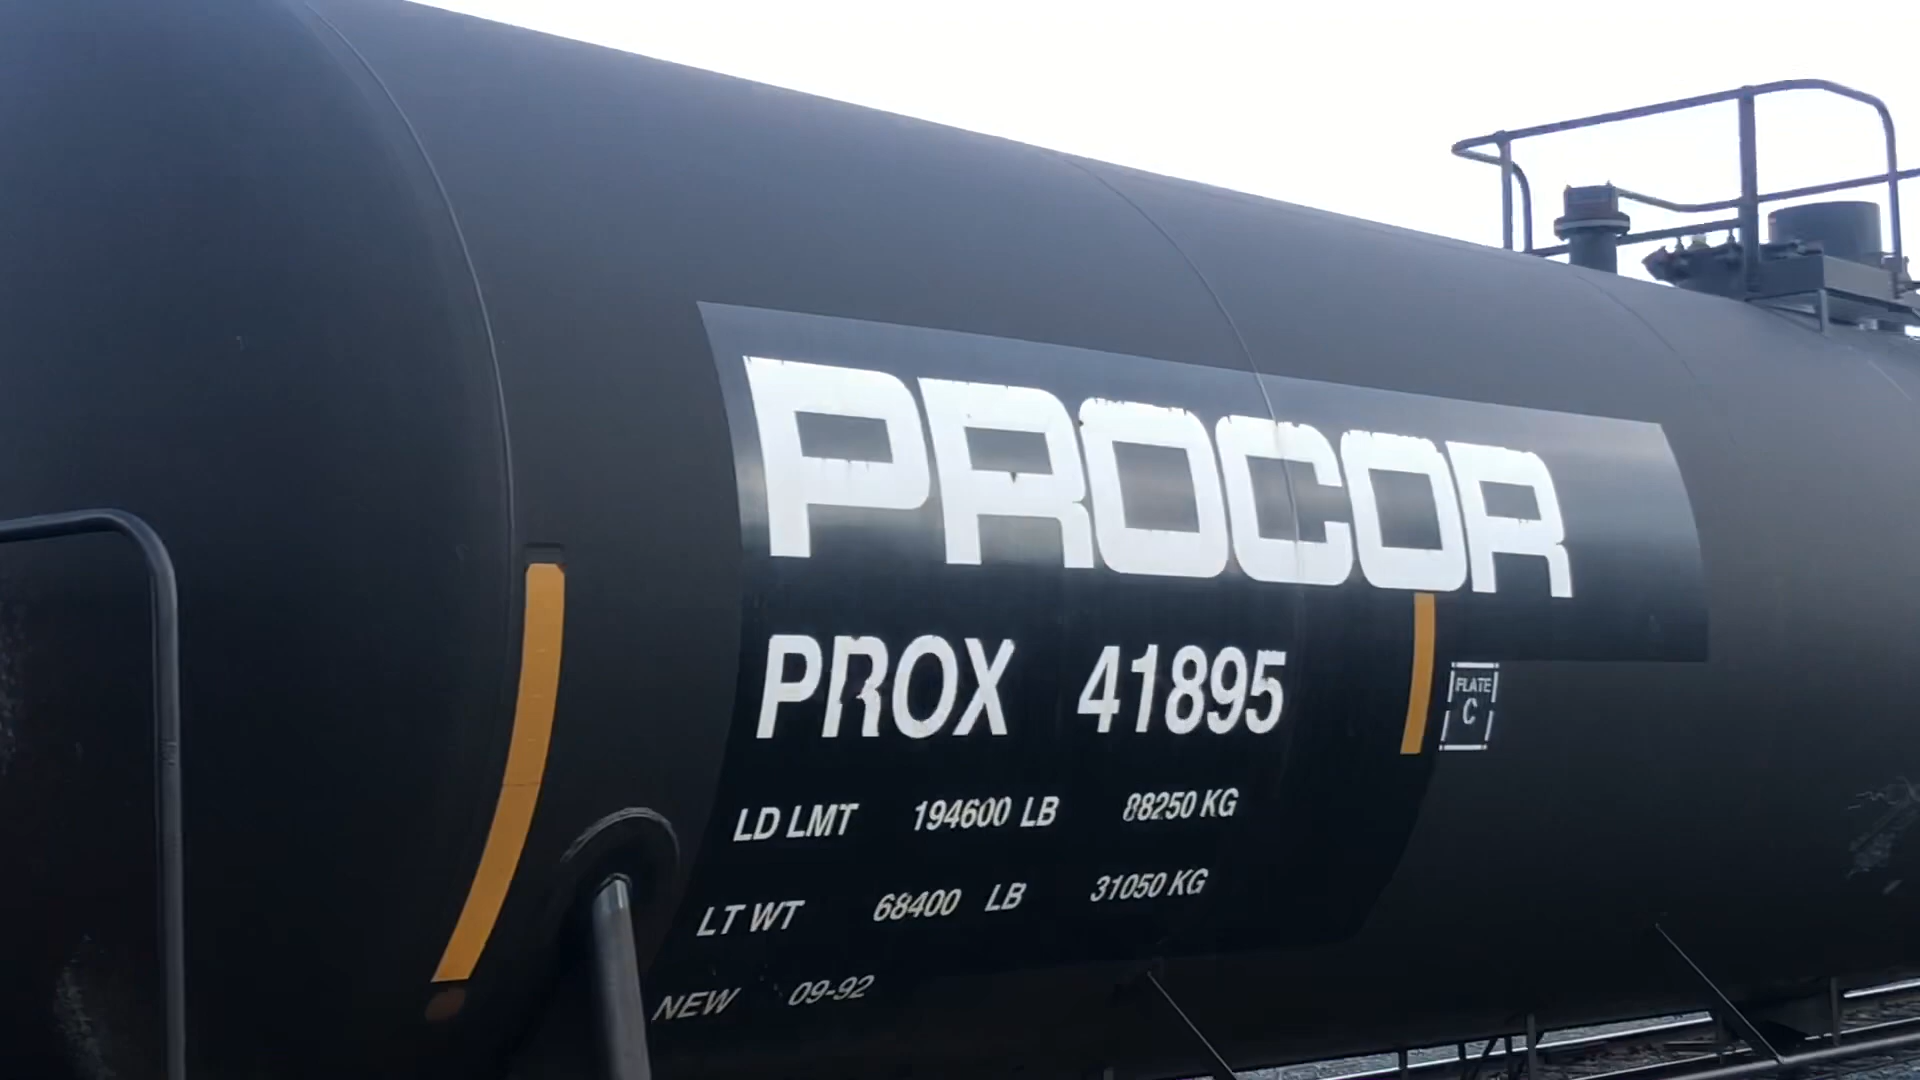 PROCOR
PROX 41895
PLATE
C
LD LMT 194600 LB 88250 KG
LT WT 68400 LB 31050 KG
NEW 09-92